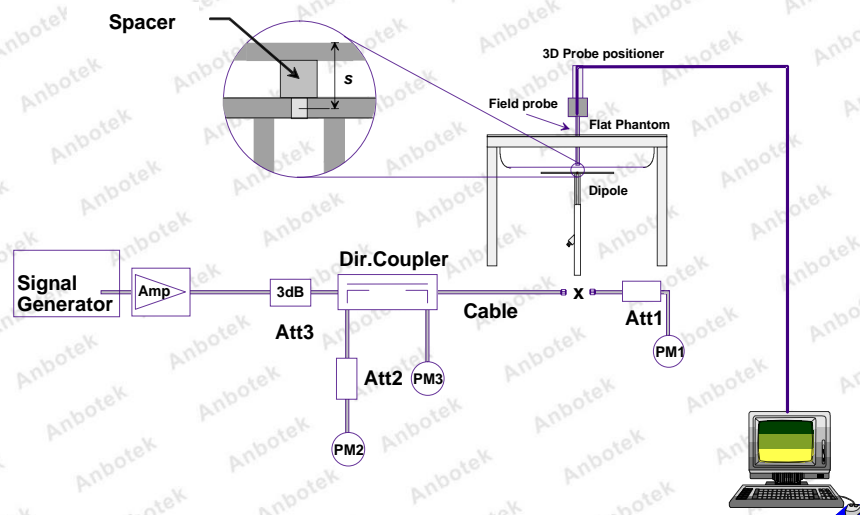 Spacer
s
3D Probe positioner
Field probe
Flat Phantom
Dipole
Signal
Generator
Amp
3dB
Att3
Dir.Coupler
Cable
x
Att1
PM1
Att2
PM3
PM2
Anbotek